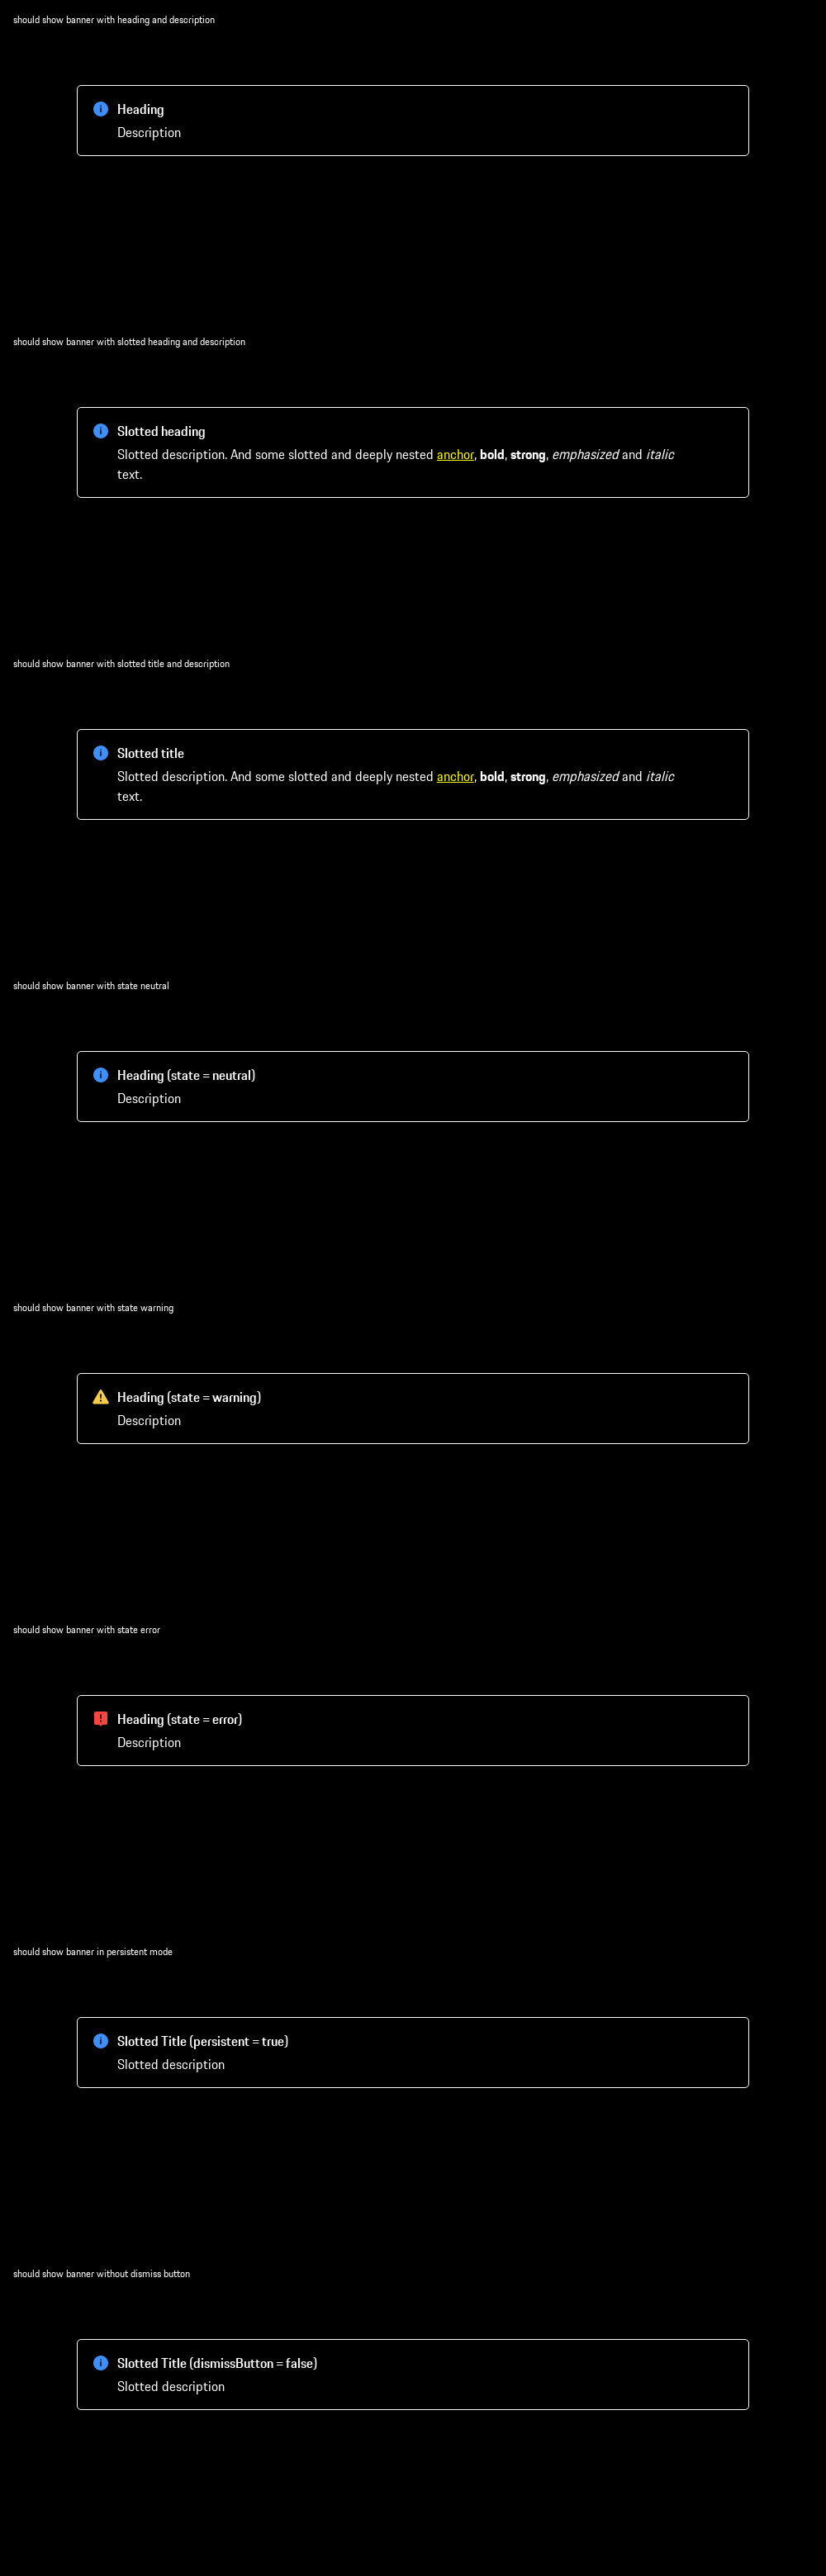 should show banner with heading and description
Heading
Description
should show banner with slotted heading and description
Slotted heading
Slotted description. And some slotted and deeply nested anchor, bold, strong, emphasized and italic
text.
should show banner with slotted title and description
Slotted title
Slotted description. And some slotted and deeply nested anchor, bold, strong, emphasized and italic
text.
should show banner with state neutral
Heading (state = neutral)
Description
should show banner with state warning
Heading (state = warning)
Description
should show banner with state error
Heading (state = error)
Description
should show banner in persistent mode
Slotted Title (persistent = true)
Slotted description
should show banner without dismiss button
Slotted Title (dismissButton = false)
Slotted description